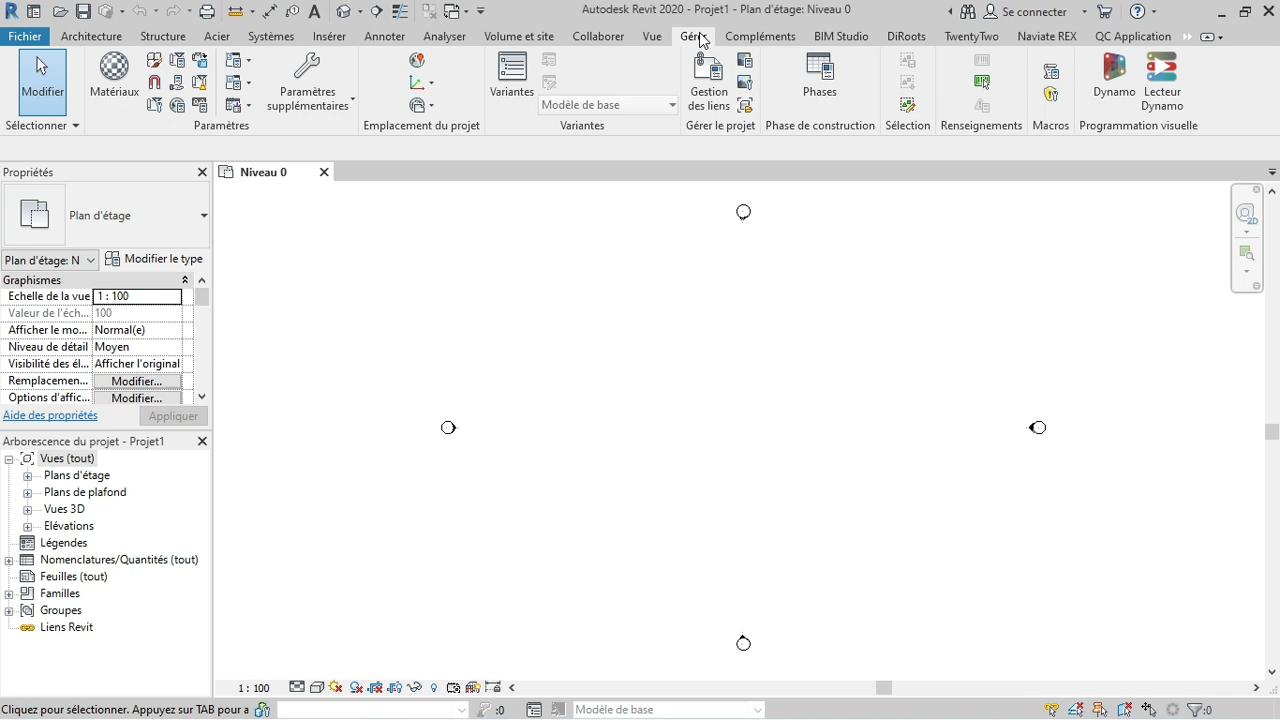 Autodesk Revit 2020 - Projet1 - Plan d'étage: Niveau 0
Se connecter
Fichier Architecture Structure Acier Systèmes Insérer Annoter Analyser Volume et site Collaborer Vue Gérer Compléments BIM Studio DiRoots TwentyTwo Naviate REX QC Application
Modifier
Matériaux
Paramètres
supplémentaires
Variantes
Modèle de base
Gestion
des liens
Phases
Dynamo
Lecteur
Dynamo
Sélectionner Paramètres Emplacement du projet Variantes Gérer le projet Phase de construction Sélection Renseignements Macros Programmation visuelle
Propriétés
Niveau 0
Plan d'étage
Plan d'étage: N
Modifier le type
Graphismes
Echelle de la vue 1 : 100
Valeur de l'éch... 100
Afficher le mo... Normal(e)
Niveau de détail Moyen
Visibilité des él... Afficher l'original
Remplacemen... Modifier...
Options d'affic... Modifier...
Aide des propriétés
Appliquer
Arborescence du projet - Projet1
Vues (tout)
Plans d'étage
Plans de plafond
Vues 3D
Elévations
Légendes
Nomenclatures/Quantités (tout)
Feuilles (tout)
Familles
Groupes
Liens Revit
2D
1 : 100
Cliquez pour sélectionner. Appuyez sur TAB pour a
:0
Modèle de base
:0